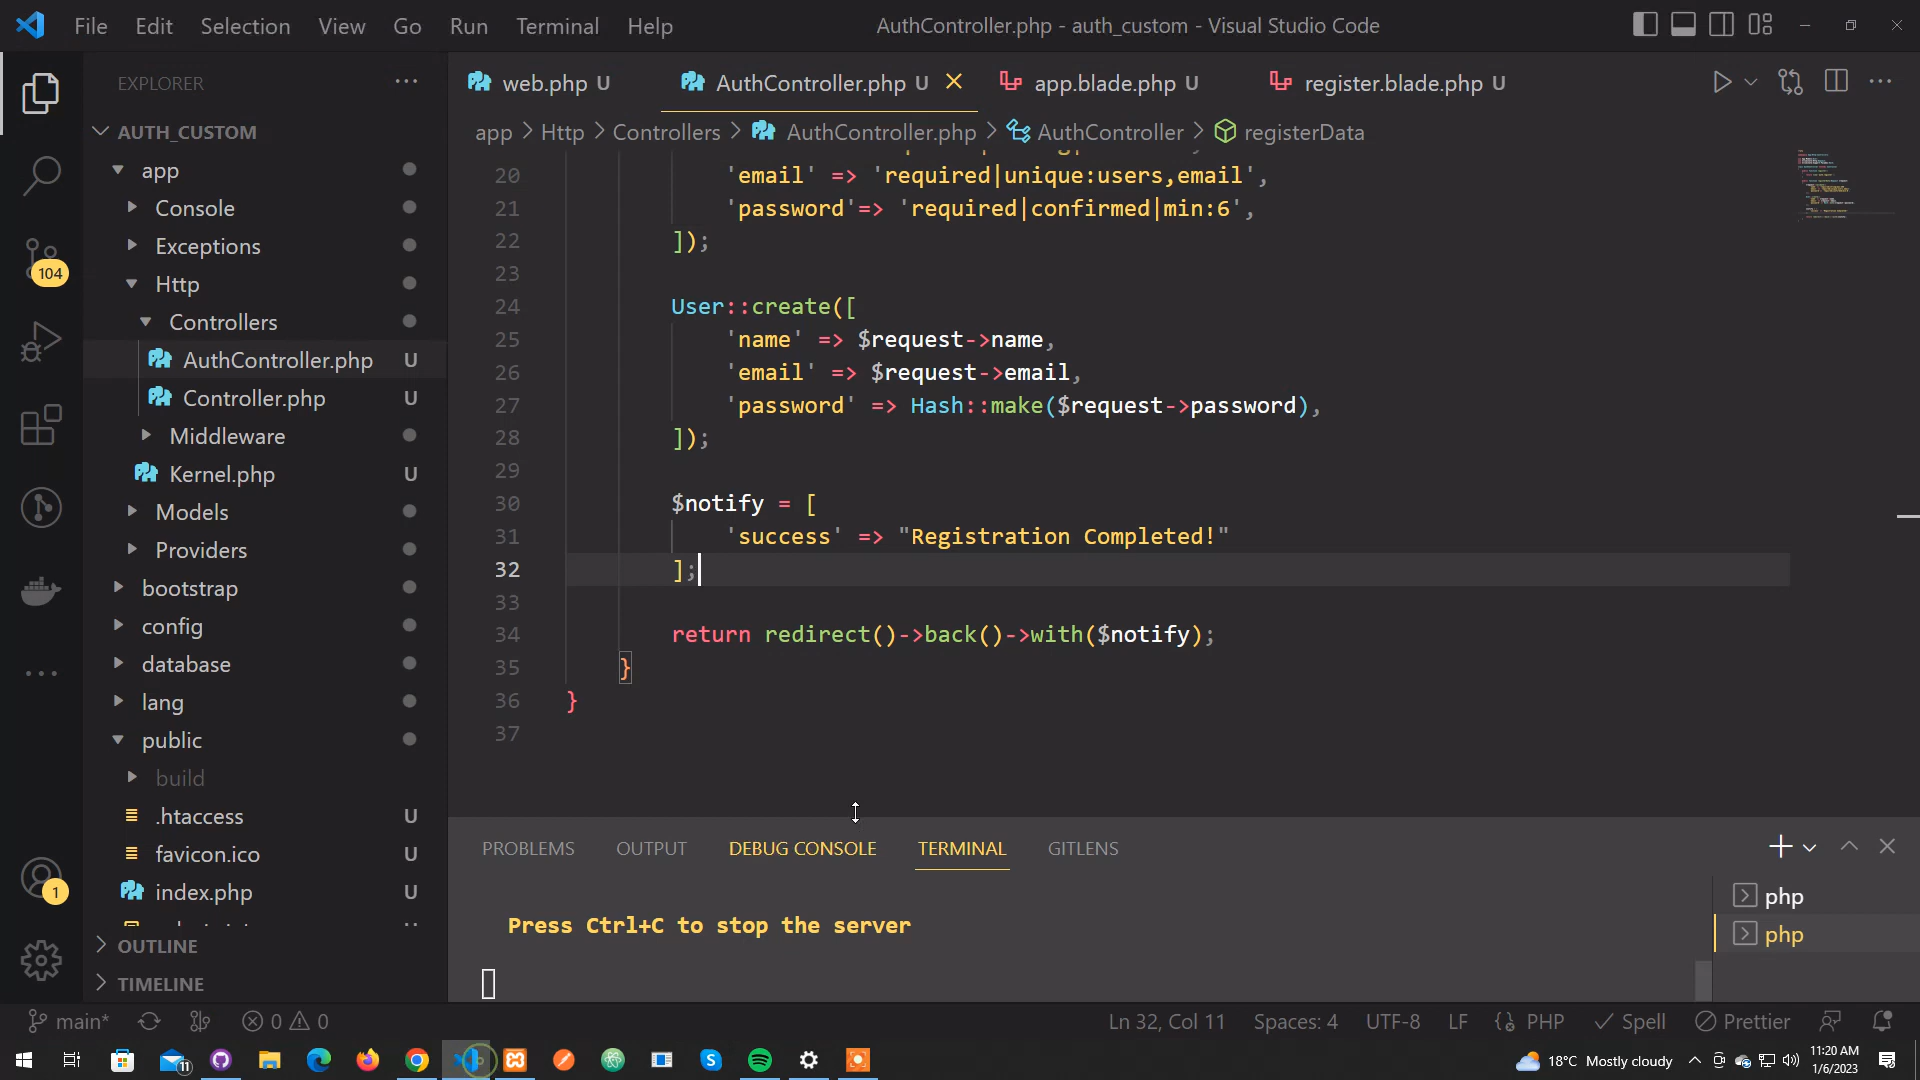 File Edit Selection View Go Run Terminal Help
AuthController.php - auth_custom - Visual Studio Code
EXPLORER
AUTH_CUSTOM
app
Console
Exceptions
Http
Controllers
AuthController.php U
Controller.php U
Middleware
Kernel.php U
Models
Providers
bootstrap
config
database
lang
public
build
.htaccess U
favicon.ico U
index.php U
OUTLINE
TIMELINE
104
1
web.php U
AuthController.php U
app.blade.php U
register.blade.php U
app > Http > Controllers > AuthController.php > AuthController > registerData
20 'email' => 'required|unique:users,email',
21 'password'=> 'required|confirmed|min:6',
22 ]);
23
24 User::create([
25 'name' => $request->name,
26 'email' => $request->email,
27 'password' => Hash::make($request->password),
28 ]);
29
30 $notify = [
31 'success' => "Registration Completed!"
32 ];
33
34 return redirect()->back()->with($notify);
35 }
36 }
37
PROBLEMS OUTPUT DEBUG CONSOLE TERMINAL GITLENS
Press Ctrl+C to stop the server
php
php
main* 0 0
Ln 32, Col 11 Spaces: 4 UTF-8 LF {} PHP Spell Prettier
11
18°C Mostly cloudy
11:20 AM
1/6/2023